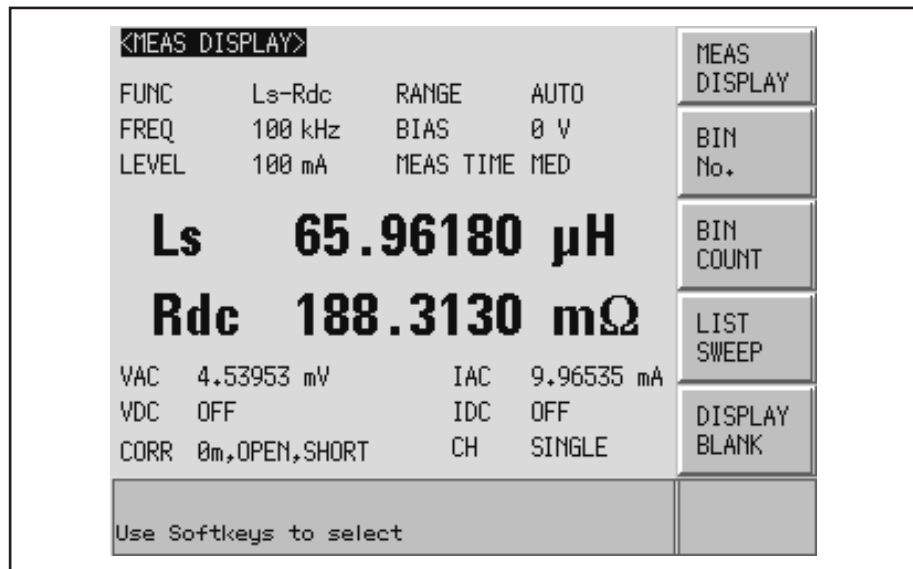 <MEAS DISPLAY>
FUNC Ls-Rdc RANGE AUTO
FREQ 100 kHz BIAS 0 V
LEVEL 100 mA MEAS TIME MED
Ls 65.96180 µH
Rdc 188.3130 mΩ
VAC 4.53953 mV IAC 9.96535 mA
VDC OFF IDC OFF
CORR 0m,OPEN,SHORT CH SINGLE
Use Softkeys to select
MEAS
DISPLAY
BIN
No.
BIN
COUNT
LIST
SWEEP
DISPLAY
BLANK